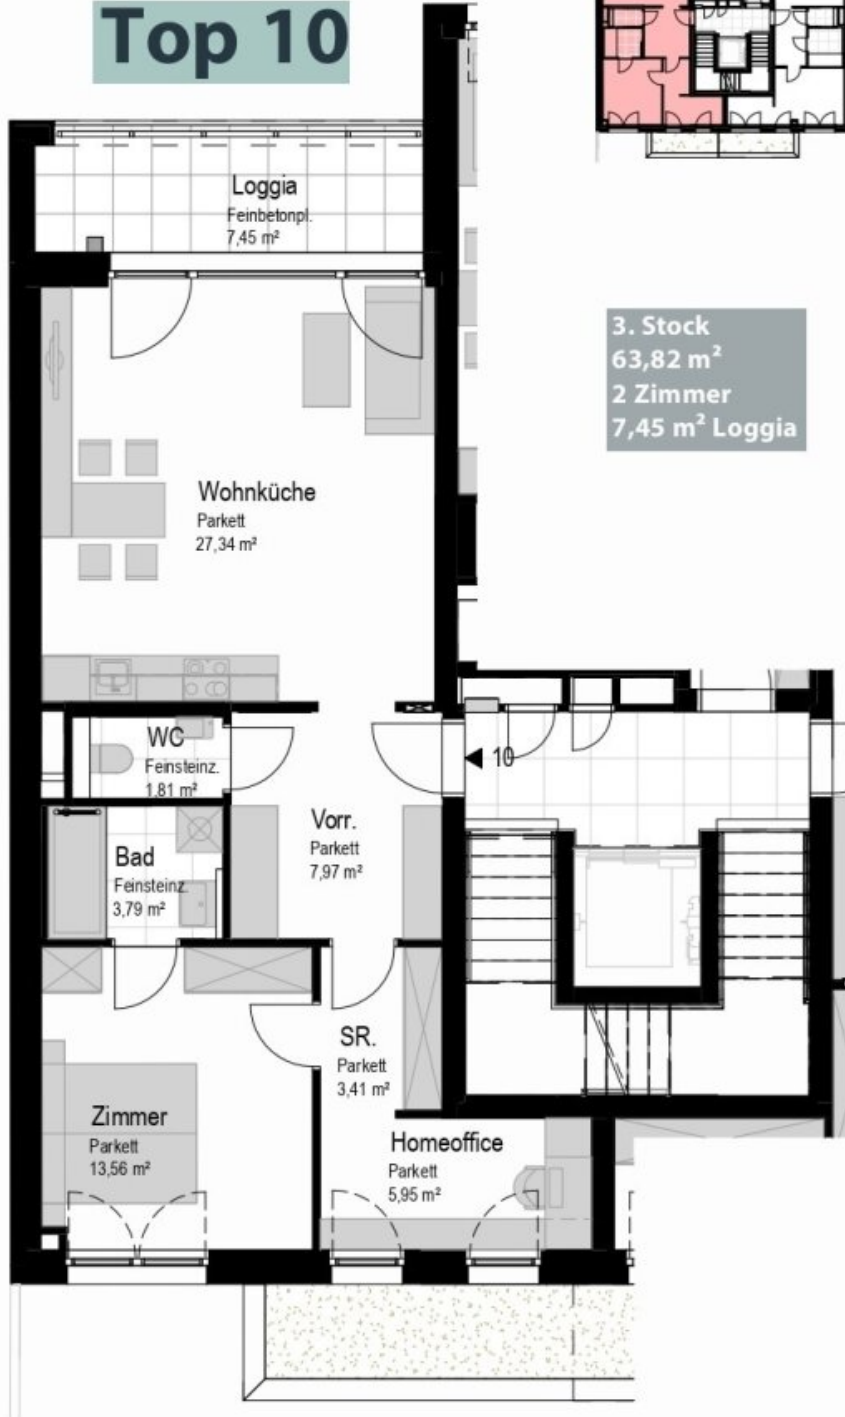 Top 10
Loggia
Feinbetonpl.
7,45 m²
3. Stock
63,82 m²
2 Zimmer
7,45 m² Loggia
Wohnküche
Parkett
27,34 m²
WC
Feinsteinz.
1,81 m²
10
Vorr.
Parkett
7,97 m²
Bad
Feinsteinz.
3,79 m²
SR.
Parkett
3,41 m²
Zimmer
Parkett
13,56 m²
Homeoffice
Parkett
5,95 m²